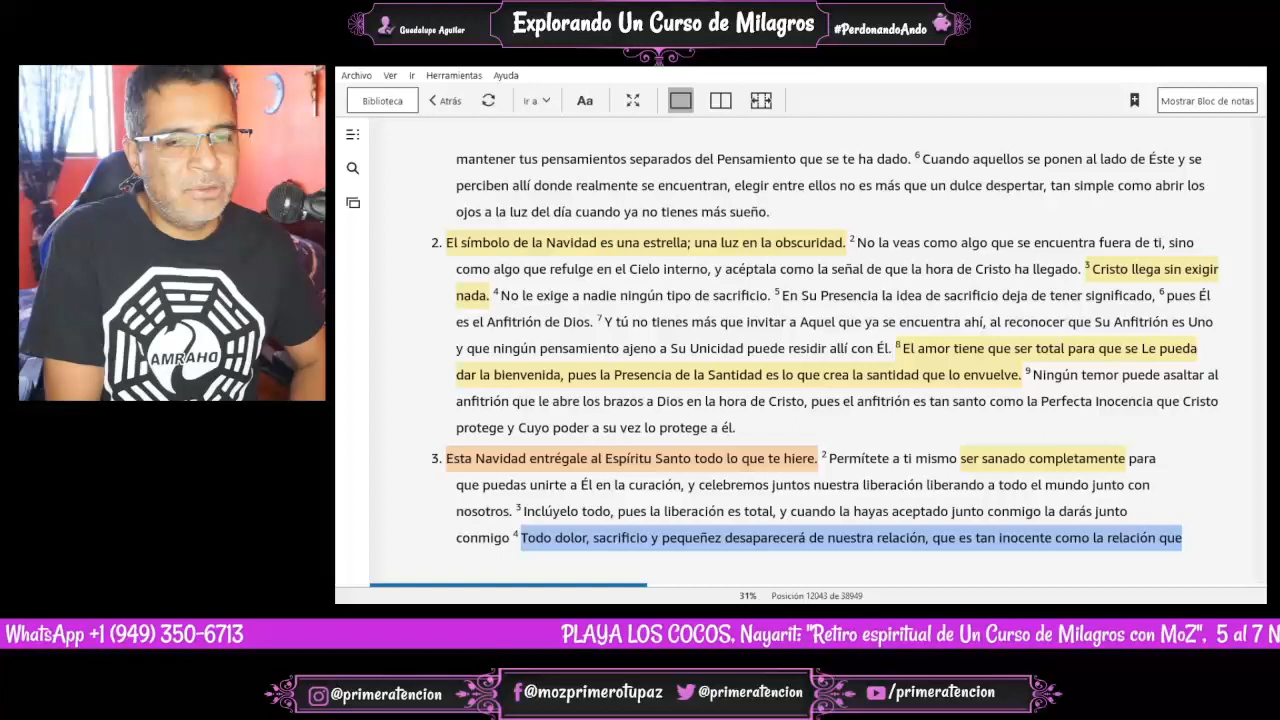 Guadalupe Aguilar
Explorando Un Curso de Milagros
#PerdonandoAndo
Archivo Ver Ir Herramientas Ayuda
Biblioteca
Atrás
Ir a
Aa
Mostrar Bloc de notas
mantener tus pensamientos separados del Pensamiento que se te ha dado. 6 Cuando aquellos se ponen al lado de Éste y se
perciben allí donde realmente se encuentran, elegir entre ellos no es más que un dulce despertar, tan simple como abrir los
ojos a la luz del día cuando ya no tienes más sueño.
2. El símbolo de la Navidad es una estrella; una luz en la obscuridad. 2 No la veas como algo que se encuentra fuera de ti, sino
como algo que refulge en el Cielo interno, y acéptala como la señal de que la hora de Cristo ha llegado. 3 Cristo llega sin exigir
nada. 4 No le exige a nadie ningún tipo de sacrificio. 5 En Su Presencia la idea de sacrificio deja de tener significado, 6 pues Él
es el Anfitrión de Dios. 7 Y tú no tienes más que invitar a Aquel que ya se encuentra ahí, al reconocer que Su Anfitrión es Uno
y que ningún pensamiento ajeno a Su Unicidad puede residir allí con Él. 8 El amor tiene que ser total para que se Le pueda
dar la bienvenida, pues la Presencia de la Santidad es lo que crea la santidad que lo envuelve. 9 Ningún temor puede asaltar al
anfitrión que le abre los brazos a Dios en la hora de Cristo, pues el anfitrión es tan santo como la Perfecta Inocencia que Cristo
protege y Cuyo poder a su vez lo protege a él.
3. Esta Navidad entrégale al Espíritu Santo todo lo que te hiere. 2 Permítete a ti mismo ser sanado completamente para
que puedas unirte a Él en la curación, y celebremos juntos nuestra liberación liberando a todo el mundo junto con
nosotros. 3 Inclúyelo todo, pues la liberación es total, y cuando la hayas aceptado junto conmigo la darás junto
conmigo 4 Todo dolor, sacrificio y pequeñez desaparecerá de nuestra relación, que es tan inocente como la relación que
31% Posición 12043 de 38949
AMRAHD
WhatsApp +1 (949) 350-6713 PLAYA LOS COCOS, Nayarit: "Retiro espiritual de Un Curso de Milagros con MoZ", 5 al 7 N
@primeratencion
@mozprimerotupaz
@primeratencion
/primeratencion